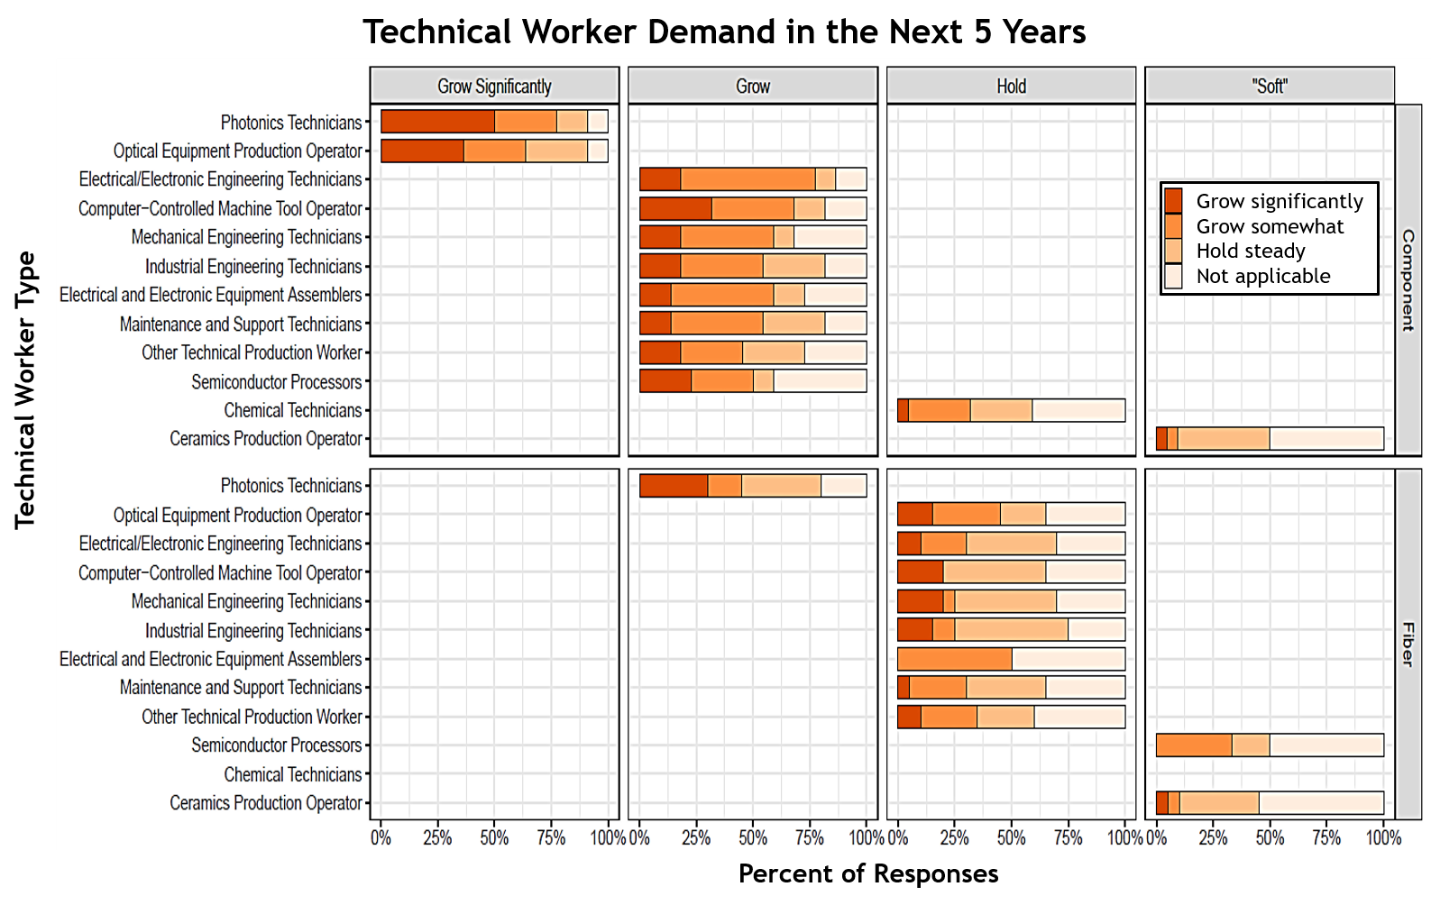 Technical Worker Demand in the Next 5 Years
Grow Significantly
Grow
Hold
"Soft"
Technical Worker Type
Photonics Technicians
Optical Equipment Production Operator
Electrical/Electronic Engineering Technicians
Computer−Controlled Machine Tool Operator
Mechanical Engineering Technicians
Industrial Engineering Technicians
Electrical and Electronic Equipment Assemblers
Maintenance and Support Technicians
Other Technical Production Worker
Semiconductor Processors
Chemical Technicians
Ceramics Production Operator
Grow significantly
Grow somewhat
Hold steady
Not applicable
Component
Photonics Technicians
Optical Equipment Production Operator
Electrical/Electronic Engineering Technicians
Computer−Controlled Machine Tool Operator
Mechanical Engineering Technicians
Industrial Engineering Technicians
Electrical and Electronic Equipment Assemblers
Maintenance and Support Technicians
Other Technical Production Worker
Semiconductor Processors
Chemical Technicians
Ceramics Production Operator
Fiber
0% 25% 50% 75% 100% 0% 25% 50% 75% 100% 0% 25% 50% 75% 100% 0% 25% 50% 75% 100%
Percent of Responses